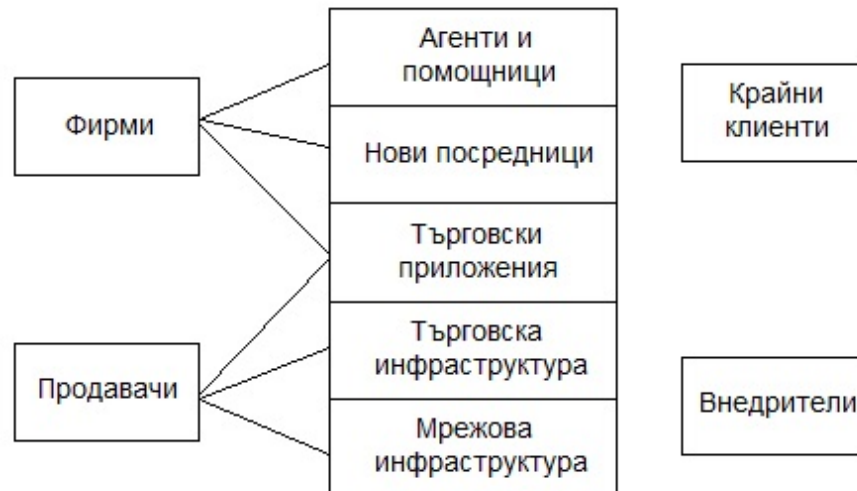 Фирми
Продавачи
Агенти и
помощници
Нови посредници
Търговски
приложения
Търговска
инфраструктура
Мрежова
инфраструктура
Крайни
клиенти
Внедрители